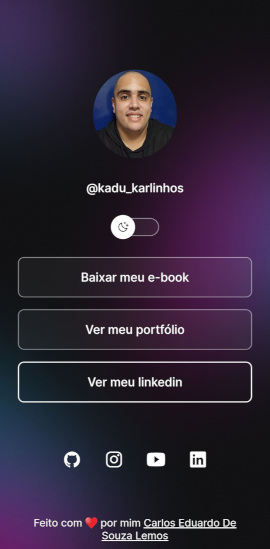 @kadu_karlinhos
Baixar meu e-book
Ver meu portfólio
Ver meu linkedin
Feito com ❤️ por mim Carlos Eduardo De
Souza Lemos